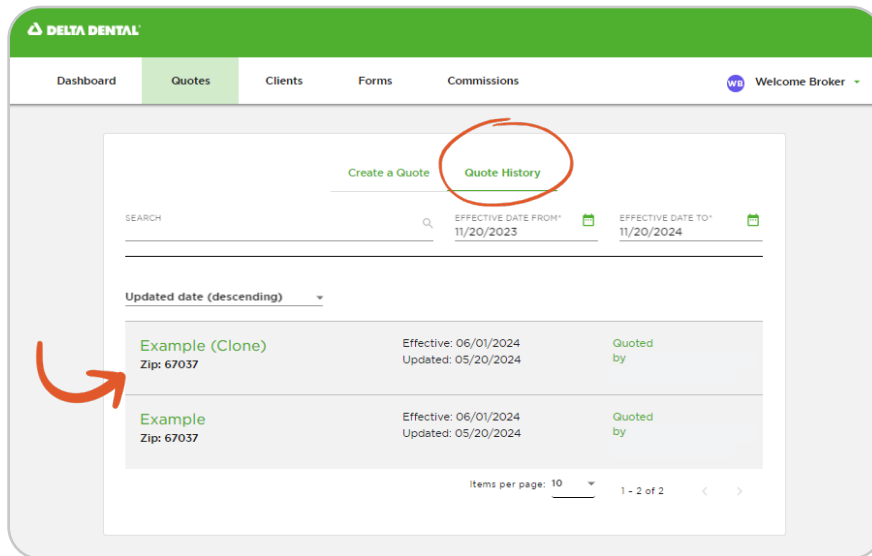 DELTA DENTAL
Dashboard Quotes Clients Forms Commissions WB Welcome Broker
Create a Quote Quote History
SEARCH EFFECTIVE DATE FROM* EFFECTIVE DATE TO*
11/20/2023 11/20/2024
Updated date (descending)
Example (Clone) Effective: 06/01/2024 Quoted
Zip: 67037 Updated: 05/20/2024 by
Example Effective: 06/01/2024 Quoted
Zip: 67037 Updated: 05/20/2024 by
Items per page: 10 1 - 2 of 2